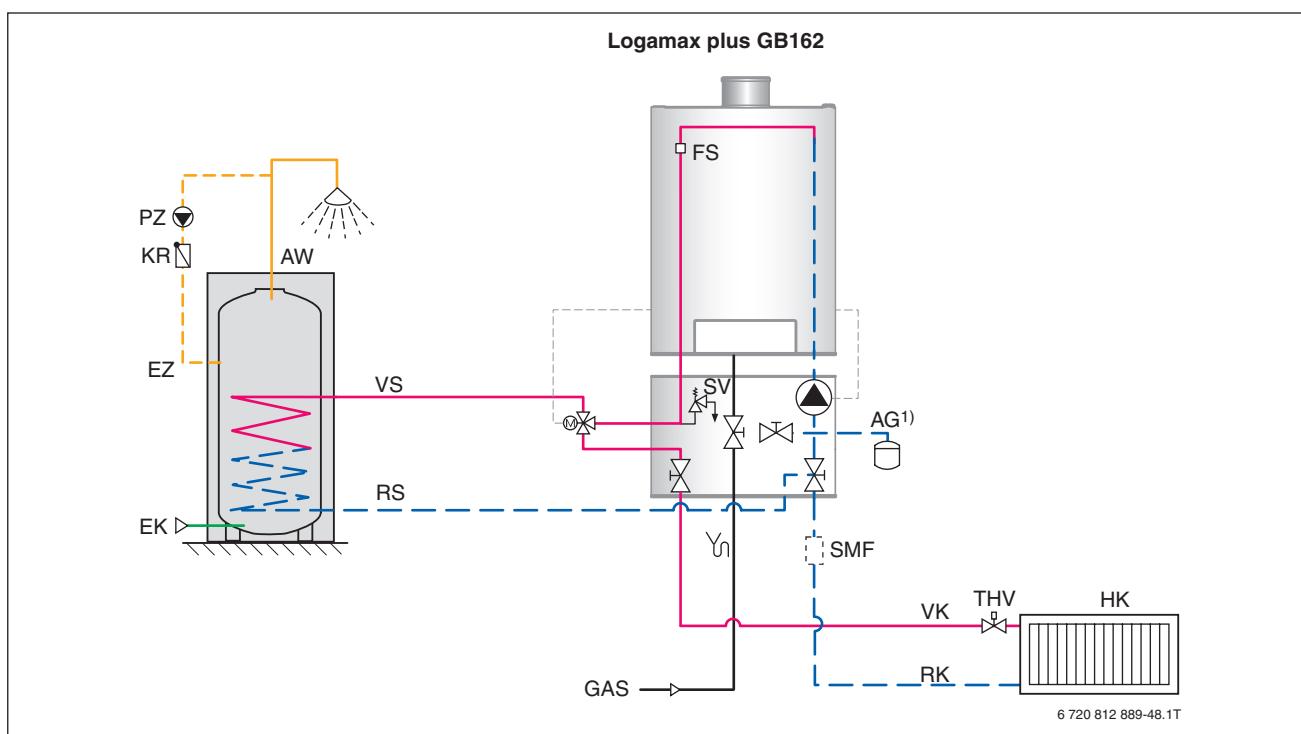 Logamax plus GB162
FS
PZ
KR
AW
EZ
VS
SV
M
AG¹⁾
RS
EK
SMF
THV
HK
VK
RK
GAS
6 720 812 889-48.1T